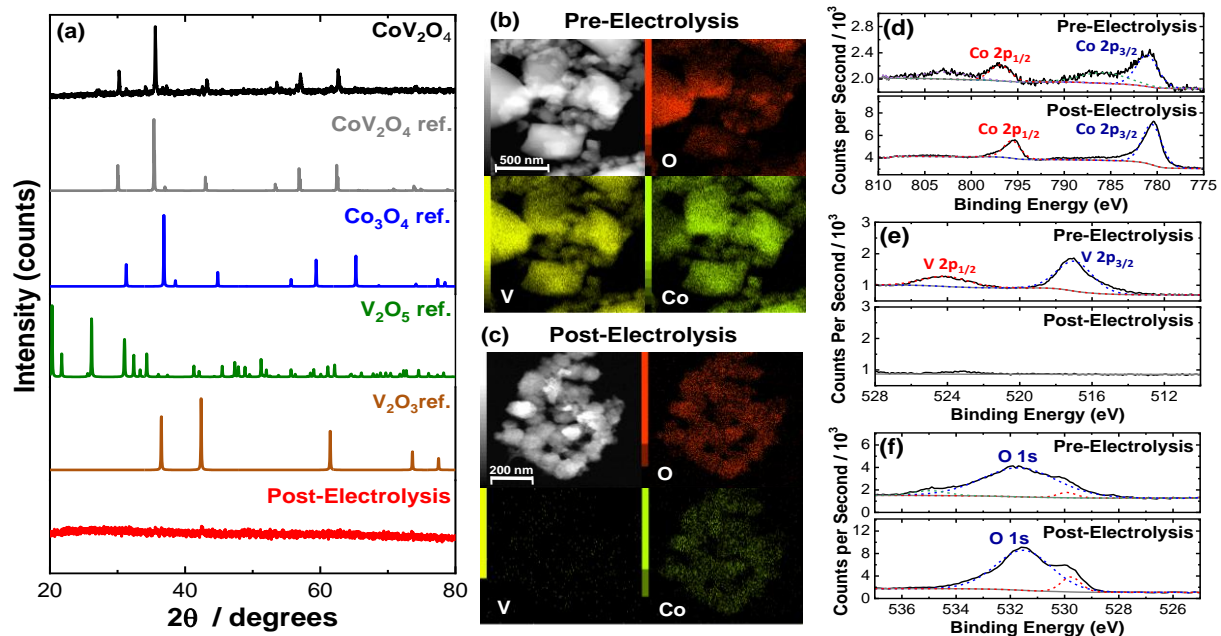 (a)
CoV₂O₄
CoV₂O₄ ref.
Co₃O₄ ref.
V₂O₅ ref.
V₂O₃ref.
Post-Electrolysis
Intensity (counts)
20 40 60 80
2θ / degrees
(b) Pre-Electrolysis
500 nm
O
V
Co
(c) Post-Electrolysis
200 nm
O
V
Co
(d)
Pre-Electrolysis
Co 2p₁/₂
Co 2p₃/₂
2.8
2.4
2.0
Post-Electrolysis
Co 2p₁/₂
Co 2p₃/₂
8
6
4
810 805 800 795 790 785 780 775
Binding Energy (eV)
Counts per Second / 10³
(e)
Pre-Electrolysis
V 2p₁/₂
V 2p₃/₂
3
2
1
Post-Electrolysis
3
2
1
528 524 520 516 512
Binding Energy (eV)
Counts Per Second / 10³
(f)
Pre-Electrolysis
O 1s
6
4
2
0
Post-Electrolysis
O 1s
12
8
4
0
536 534 532 530 528 526
Binding Energy (eV)
Counts per Second / 10³